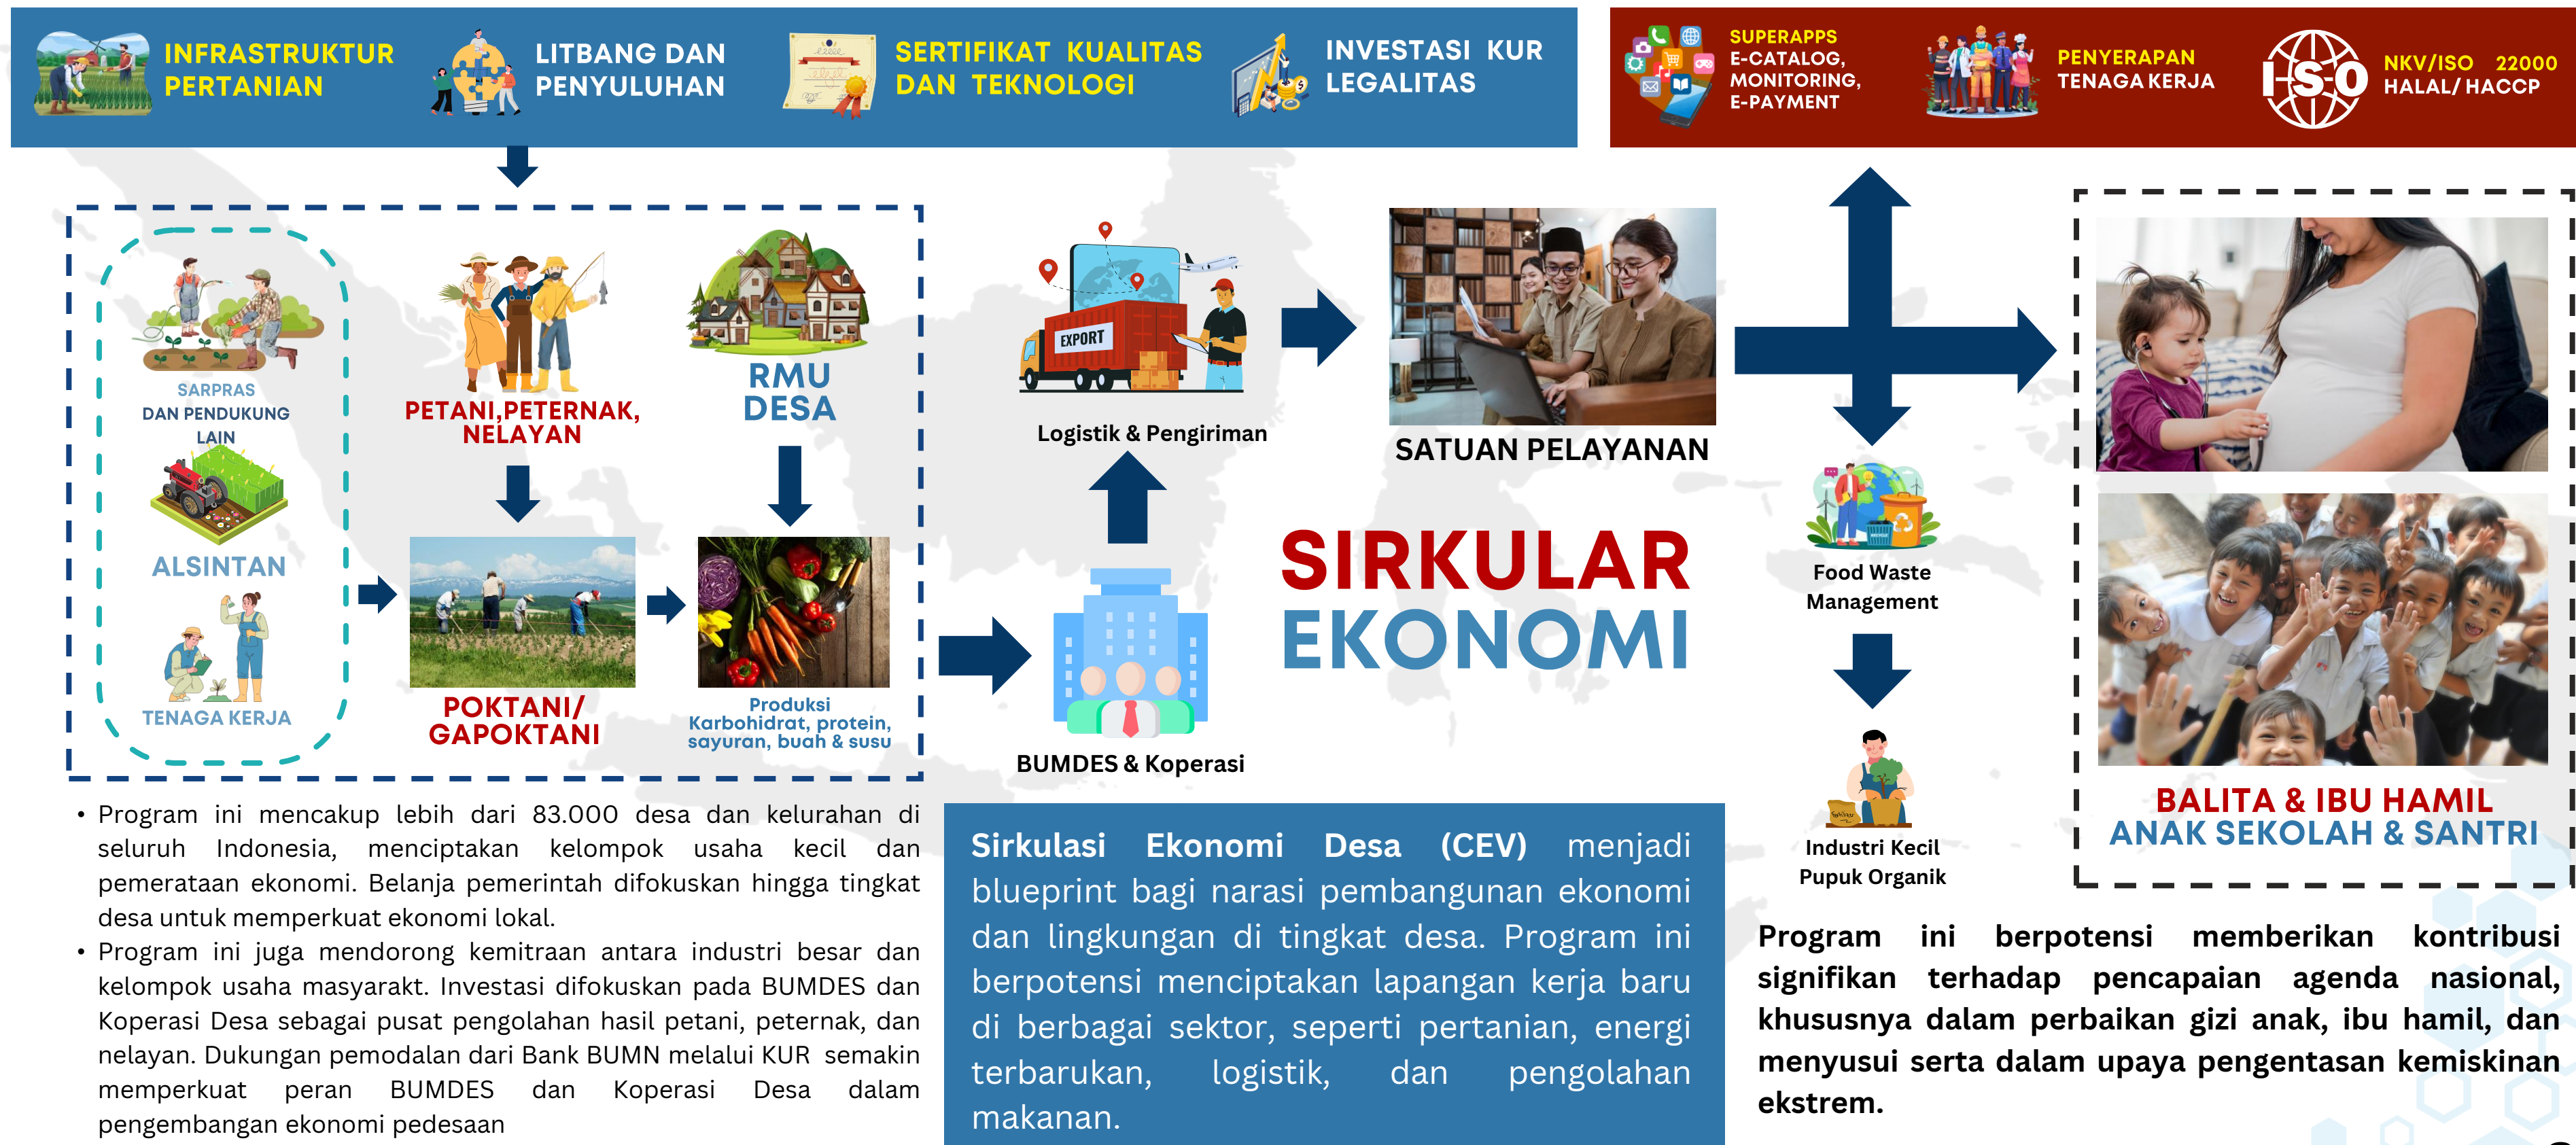 INFRASTRUKTUR
PERTANIAN
LITBANG DAN
PENYULUHAN
SERTIFIKAT KUALITAS
DAN TEKNOLOGI
INVESTASI KUR
LEGALITAS
SUPERAPPS
E-CATALOG,
MONITORING,
E-PAYMENT
PENYERAPAN
TENAGA KERJA
ISO
NKV/ISO 22000
HALAL/ HACCP
SARPRAS
DAN PENDUKUNG
LAIN
ALSINTAN
TENAGA KERJA
PETANI,PETERNAK,
NELAYAN
POKTANI/
GAPOKTANI
RMU
DESA
Produksi
Karbohidrat, protein,
sayuran, buah & susu
EXPORT
Logistik & Pengiriman
BUMDES & Koperasi
SATUAN PELAYANAN
SIRKULAR
EKONOMI
Food Waste
Management
Industri Kecil
Pupuk Organik
BALITA & IBU HAMIL
ANAK SEKOLAH & SANTRI
• Program ini mencakup lebih dari 83.000 desa dan kelurahan di
seluruh Indonesia, menciptakan kelompok usaha kecil dan
pemerataan ekonomi. Belanja pemerintah difokuskan hingga tingkat
desa untuk memperkuat ekonomi lokal.
• Program ini juga mendorong kemitraan antara industri besar dan
kelompok usaha masyarakt. Investasi difokuskan pada BUMDES dan
Koperasi Desa sebagai pusat pengolahan hasil petani, peternak, dan
nelayan. Dukungan pemodalan dari Bank BUMN melalui KUR semakin
memperkuat peran BUMDES dan Koperasi Desa dalam
pengembangan ekonomi pedesaan
Sirkulasi Ekonomi Desa (CEV) menjadi
blueprint bagi narasi pembangunan ekonomi
dan lingkungan di tingkat desa. Program ini
berpotensi menciptakan lapangan kerja baru
di berbagai sektor, seperti pertanian, energi
terbarukan, logistik, dan pengolahan
makanan.
Program ini berpotensi memberikan kontribusi
signifikan terhadap pencapaian agenda nasional,
khususnya dalam perbaikan gizi anak, ibu hamil, dan
menyusui serta dalam upaya pengentasan kemiskinan
ekstrem.